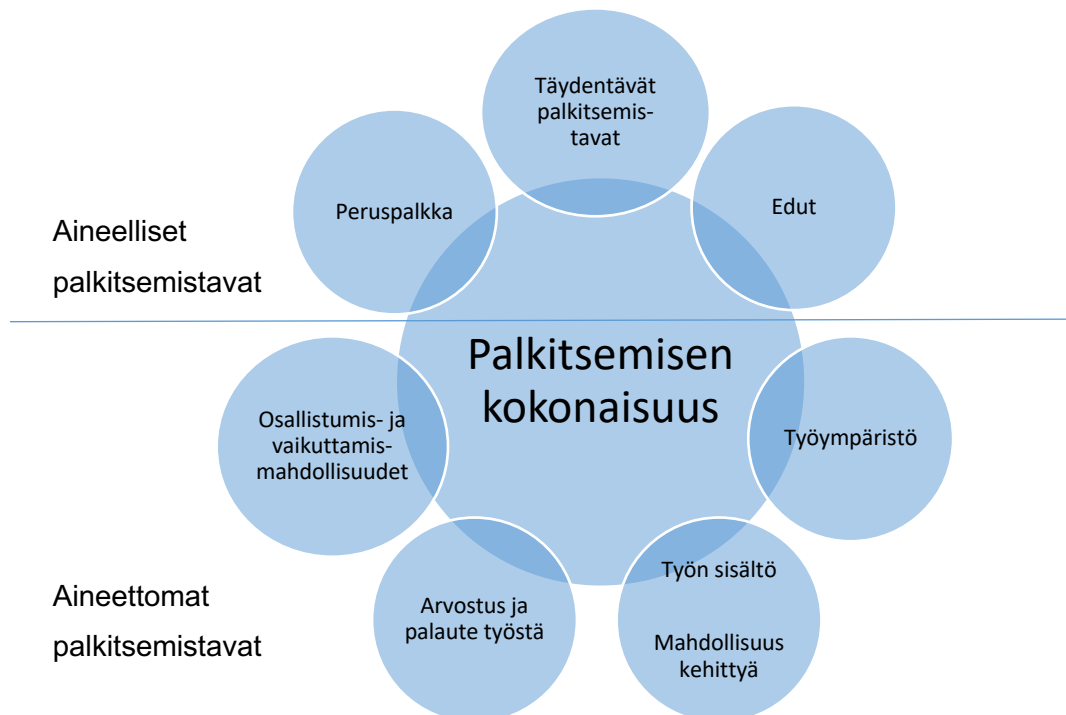 Täydentävät
palkitsemis-
tavat
Peruspalkka
Edut
Aineelliset
palkitsemistavat
Palkitsemisen
kokonaisuus
Osallistumis- ja
vaikuttamis-
mahdollisuudet
Työympäristö
Työn sisältö
Mahdollisuus
kehittyä
Arvostus ja
palaute työstä
Aineettomat
palkitsemistavat